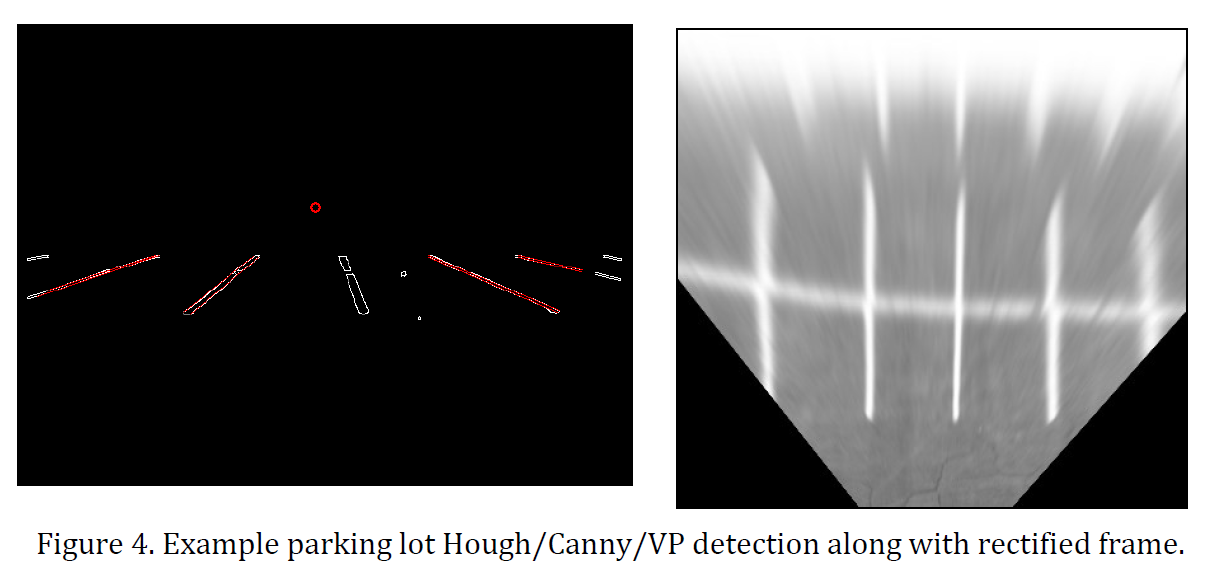 Figure 4. Example parking lot Hough/Canny/VP detection along with rectified frame.